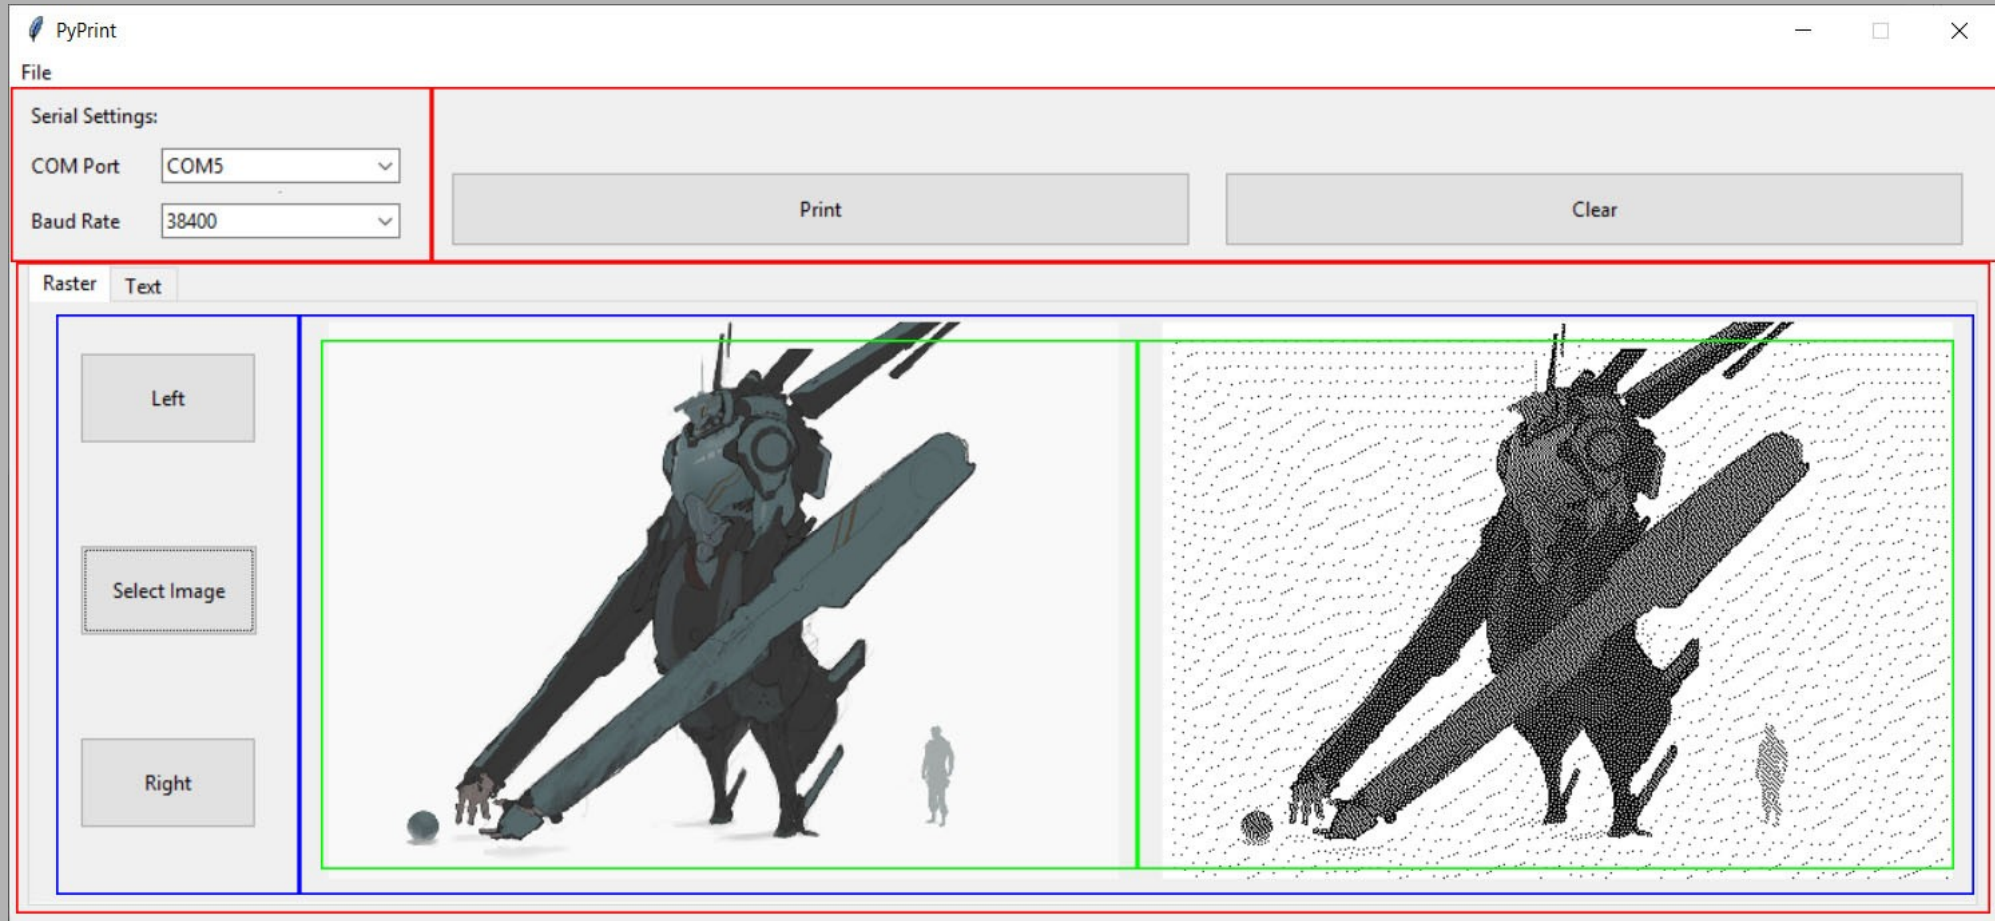 PyPrint
File
Serial Settings:
COM Port COM5
Baud Rate 38400
Print Clear
Raster Text
Left
Select Image
Right